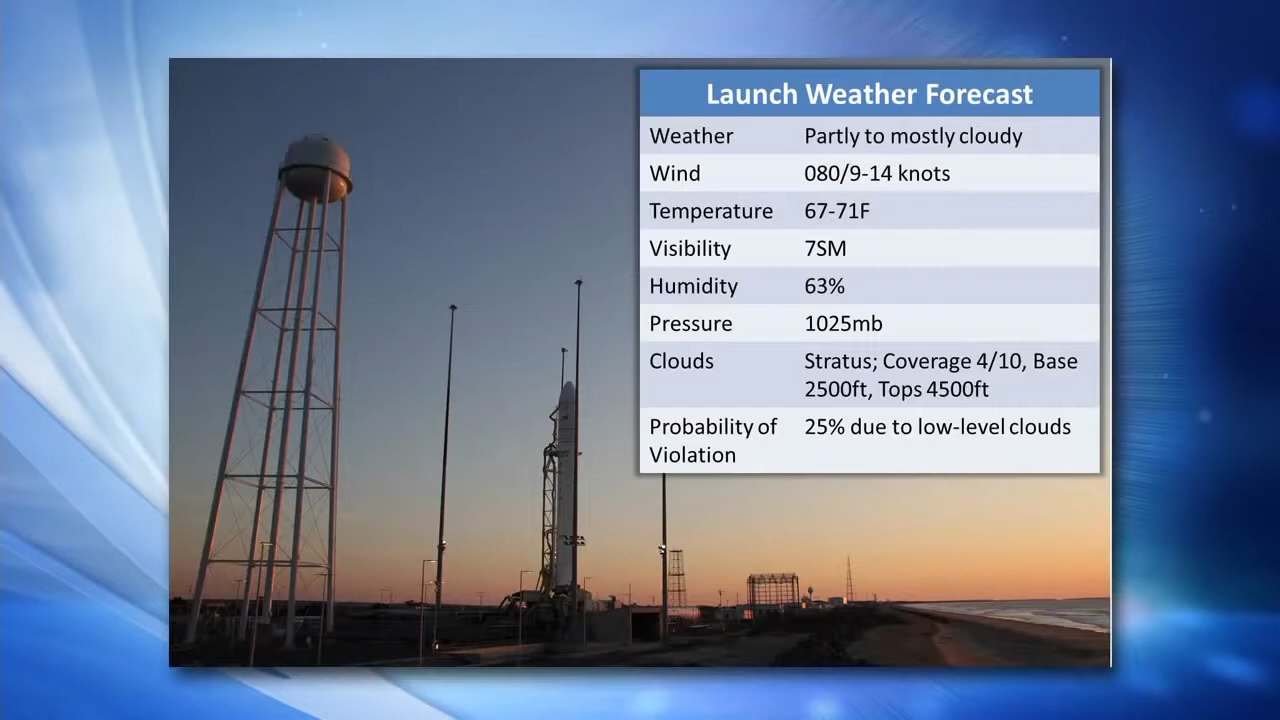 Launch Weather Forecast
Weather Partly to mostly cloudy
Wind 080/9-14 knots
Temperature 67-71F
Visibility 7SM
Humidity 63%
Pressure 1025mb
Clouds Stratus; Coverage 4/10, Base
2500ft, Tops 4500ft
Probability of 25% due to low-level clouds
Violation